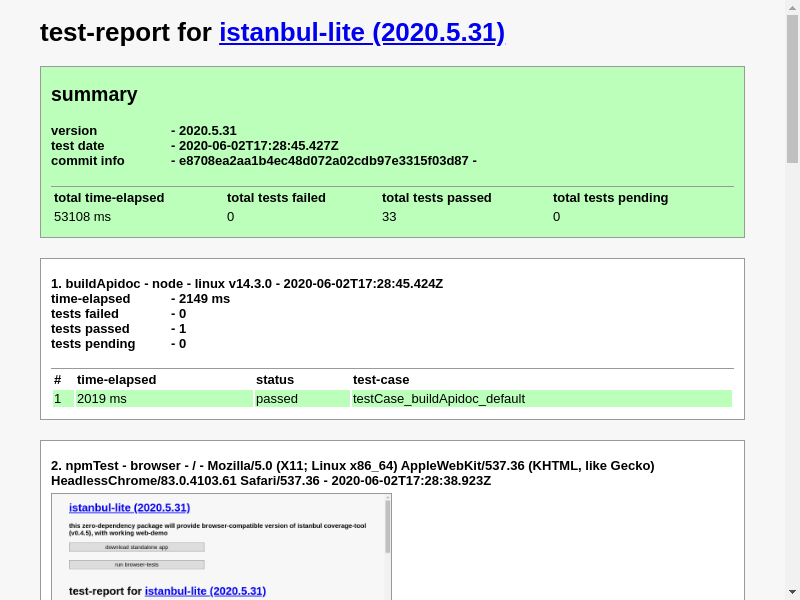 test-report for istanbul-lite (2020.5.31)
summary
version - 2020.5.31
test date - 2020-06-02T17:28:45.427Z
commit info - e8708ea2aa1b4ec48d072a02cdb97e3315f03d87 -
total time-elapsed total tests failed total tests passed total tests pending
53108 ms 0 33 0
1. buildApidoc - node - linux v14.3.0 - 2020-06-02T17:28:45.424Z
time-elapsed - 2149 ms
tests failed - 0
tests passed - 1
tests pending - 0
# time-elapsed status test-case
1 2019 ms passed testCase_buildApidoc_default
2. npmTest - browser - / - Mozilla/5.0 (X11; Linux x86_64) AppleWebKit/537.36 (KHTML, like Gecko)
HeadlessChrome/83.0.4103.61 Safari/537.36 - 2020-06-02T17:28:38.923Z
istanbul-lite (2020.5.31)
this zero-dependency package will provide browser-compatible version of istanbul coverage-tool
(v0.4.5), with working web-demo
download standalone app
run browser-tests
test-report for istanbul-lite (2020.5.31)